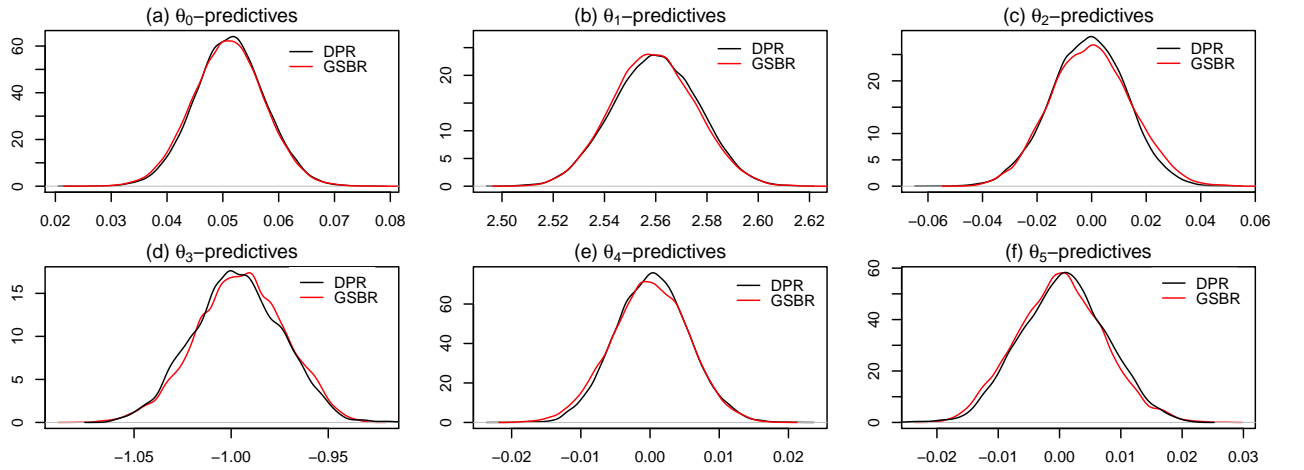 (a) θ₀−predictives
DPR
GSBR
0 20 40 60
0.02 0.03 0.04 0.05 0.06 0.07 0.08
(b) θ₁−predictives
DPR
GSBR
0 5 10 20
2.50 2.52 2.54 2.56 2.58 2.60 2.62
(c) θ₂−predictives
DPR
GSBR
0 5 10 20
−0.06 −0.04 −0.02 0.00 0.02 0.04 0.06
(d) θ₃−predictives
DPR
GSBR
0 5 10 15
−1.05 −1.00 −0.95
(e) θ₄−predictives
DPR
GSBR
0 20 40 60
−0.02 −0.01 0.00 0.01 0.02
(f) θ₅−predictives
DPR
GSBR
0 10 20 30 40 50 60
−0.02 −0.01 0.00 0.01 0.02 0.03